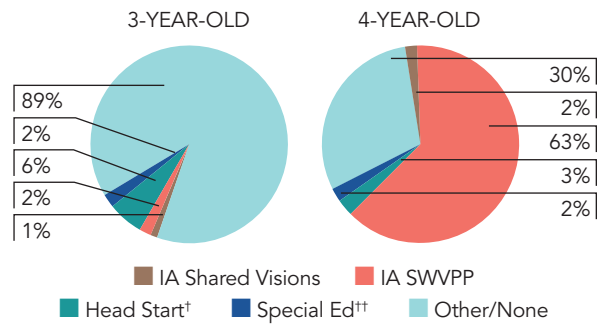 3-YEAR-OLD
89%
2%
6%
2%
1%
4-YEAR-OLD
30%
2%
63%
3%
2%
IA Shared Visions
IA SWVPP
Head Start†
Special Ed††
Other/None